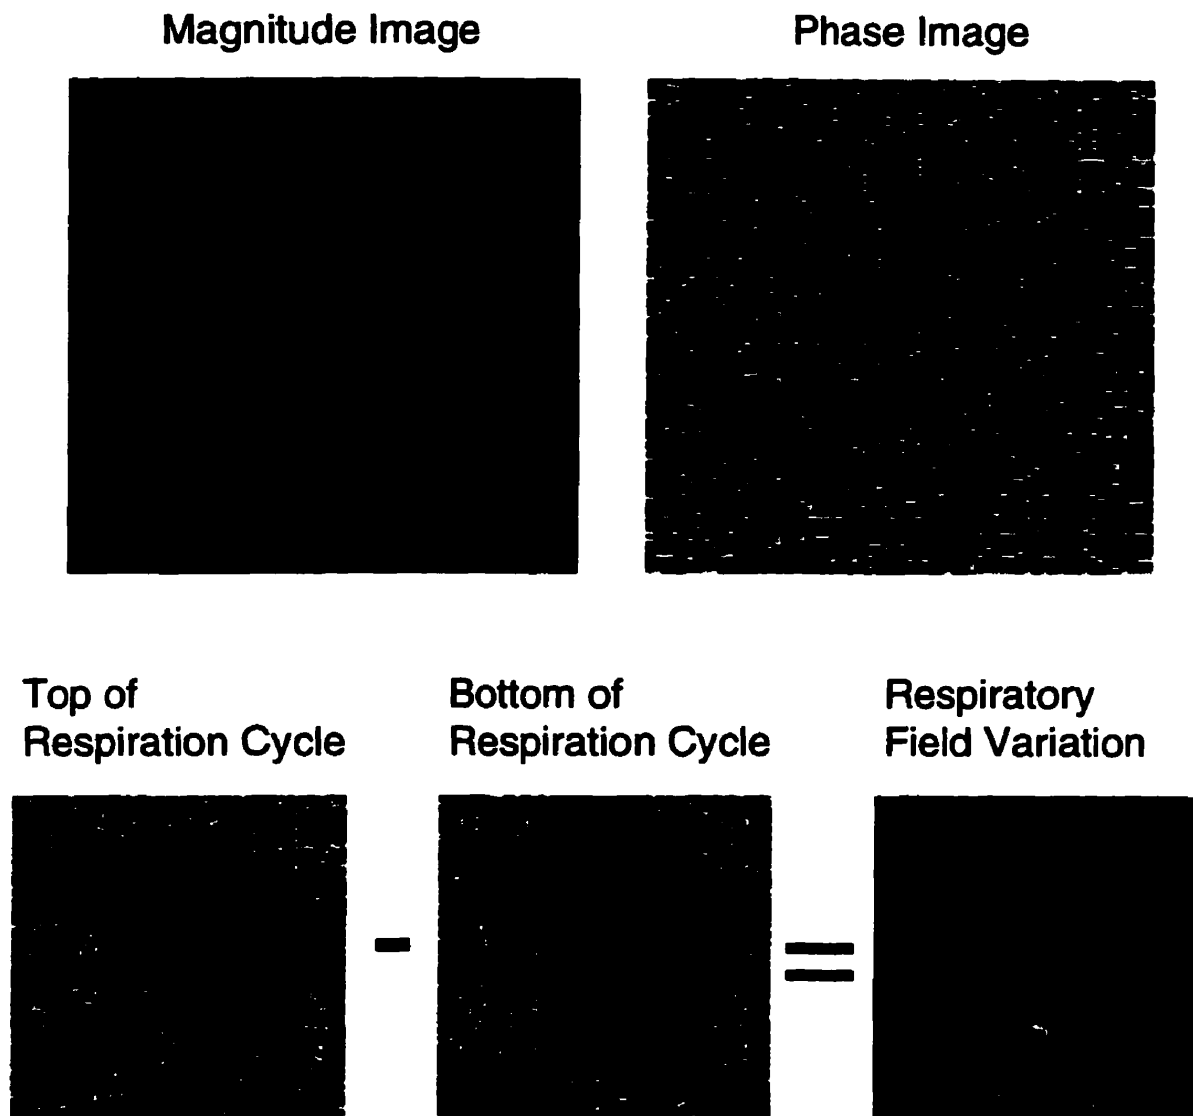 Magnitude Image
Phase Image
Top of
Respiration Cycle
Bottom of
Respiration Cycle
Respiratory
Field Variation